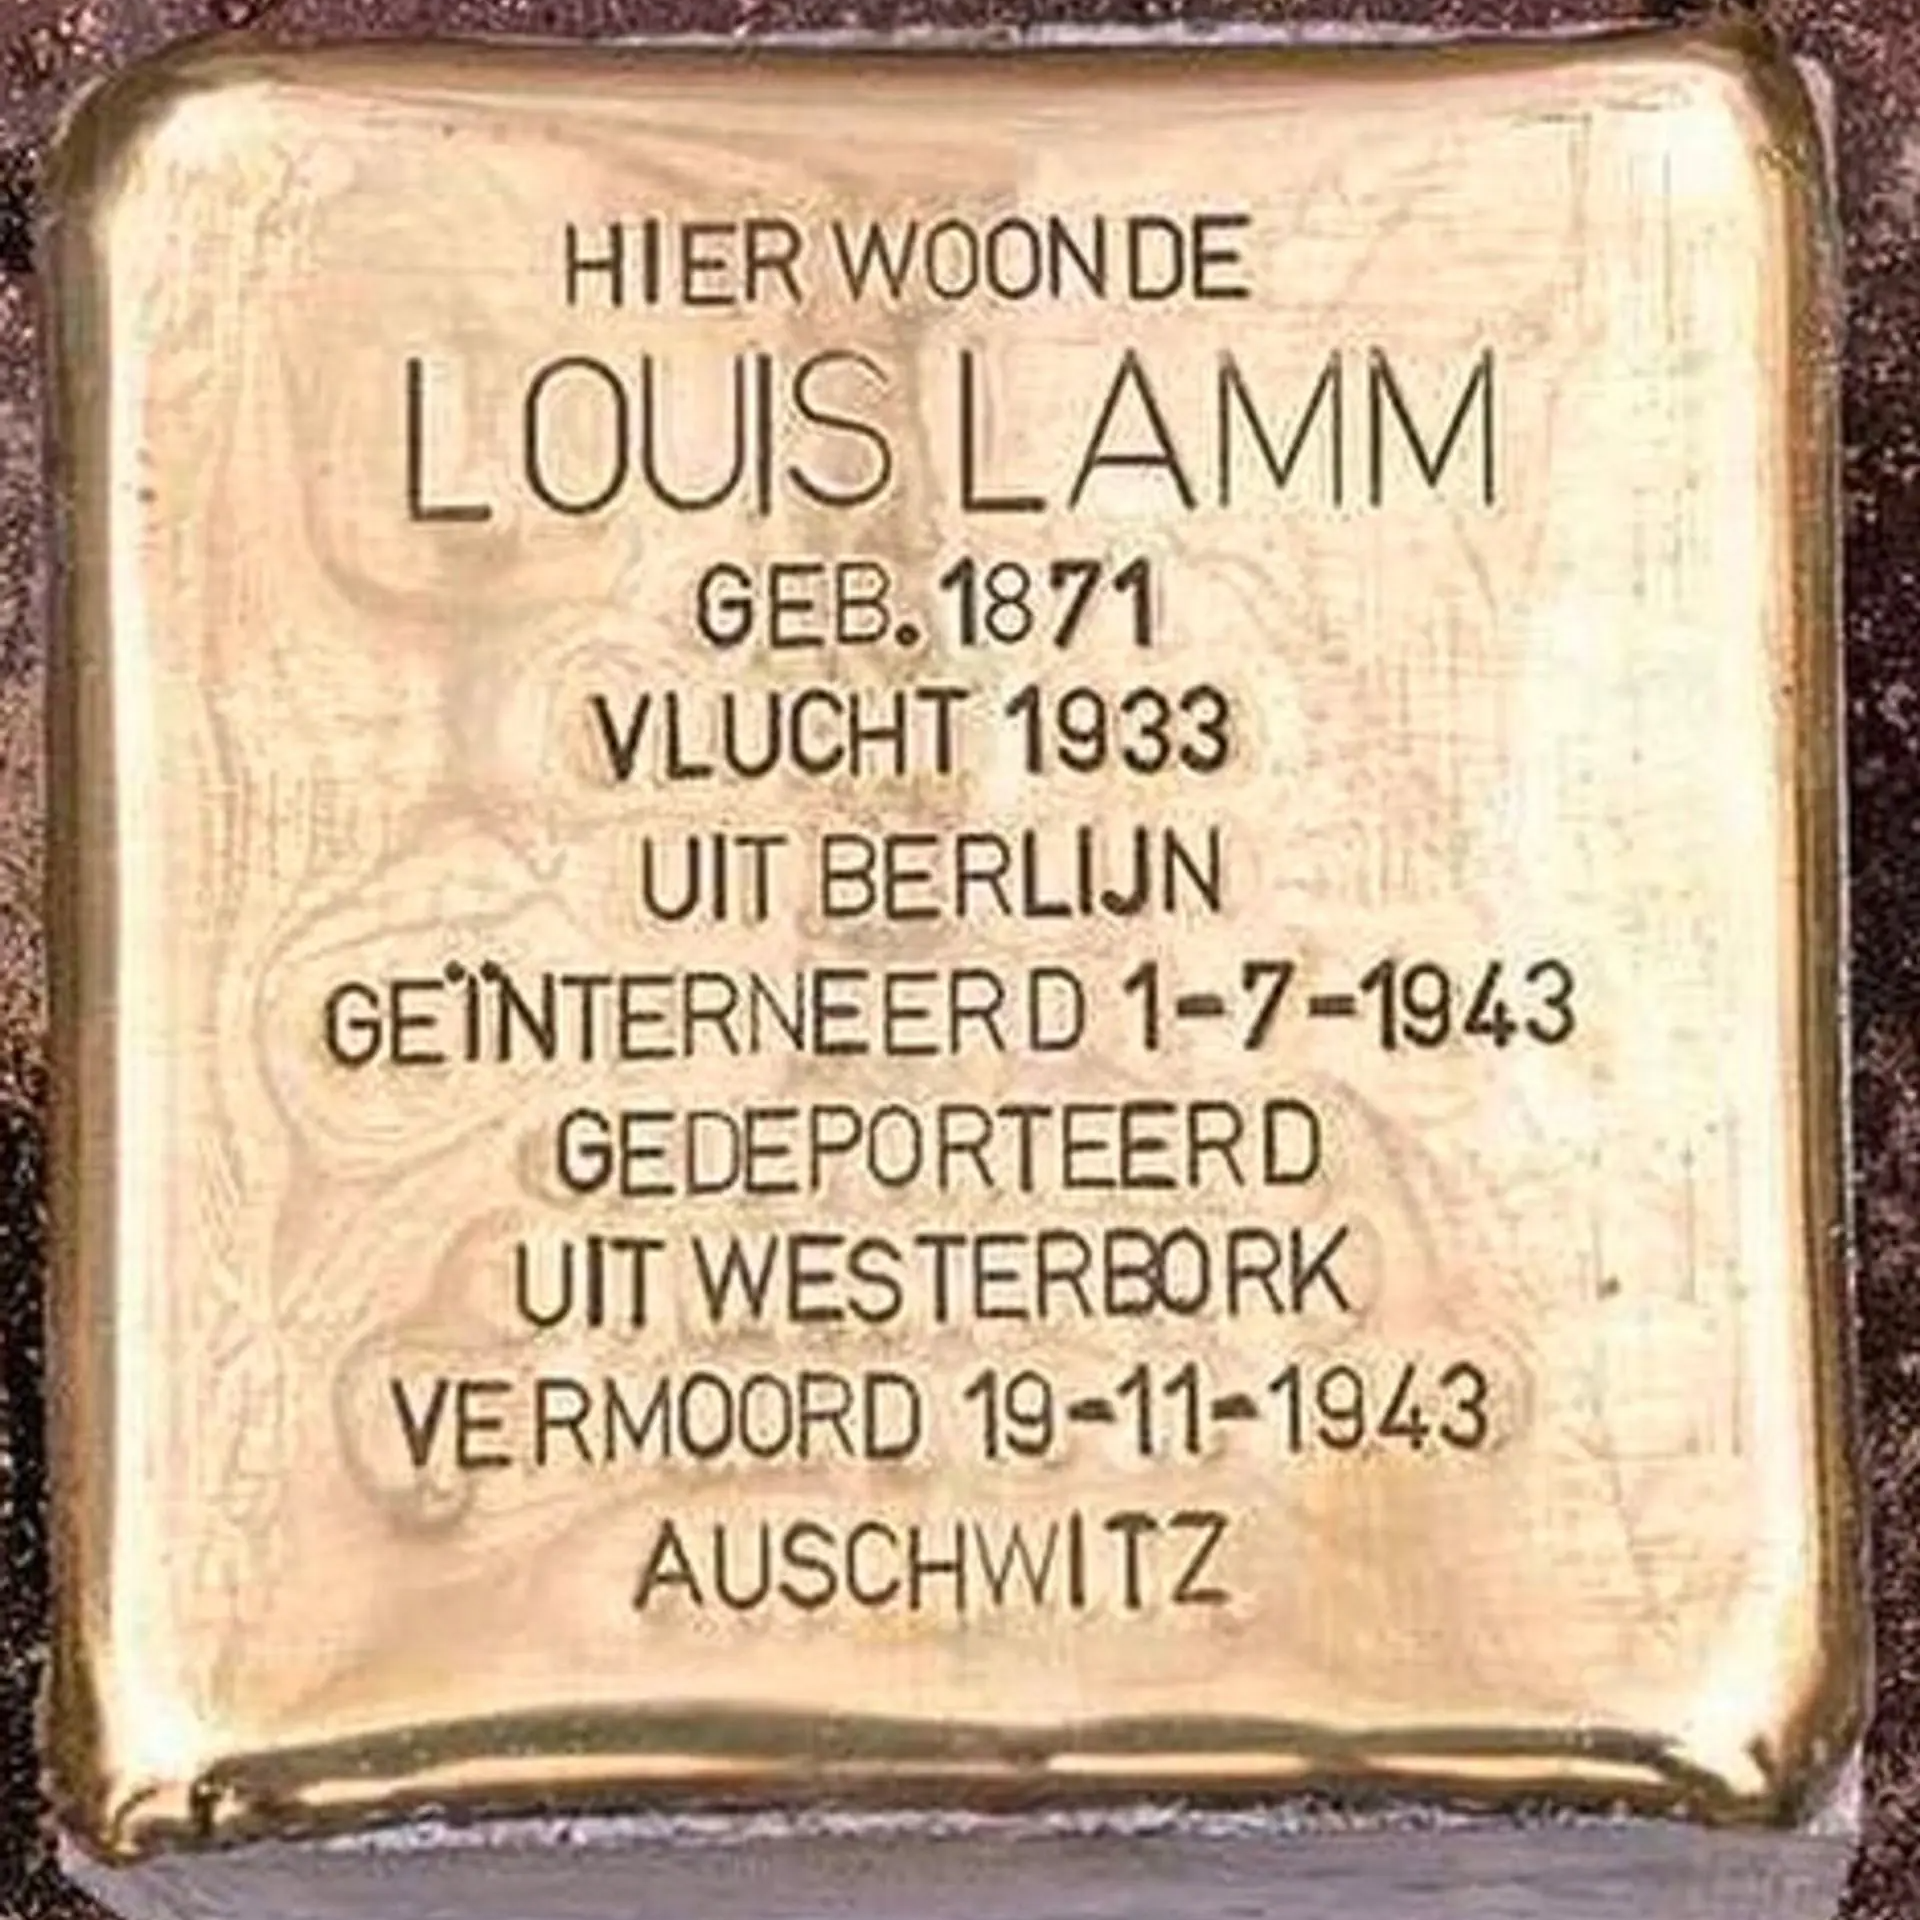 HIER WOONDE
LOUIS LAMM
GEB. 1871
VLUCHT 1933
UIT BERLIJN
GEÏNTERNEERD 1-7-1943
GEDEPORTEERD
UIT WESTERBORK
VERMOORD 19-11-1943
AUSCHWITZ